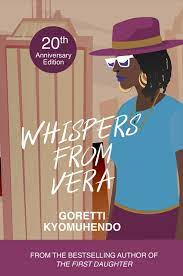 20th
Anniversary
Edition
WHISPERS
FROM
VERA
GORETTI
KYOMUHENDO
FROM THE BESTSELLING AUTHOR OF
THE FIRST DAUGHTER